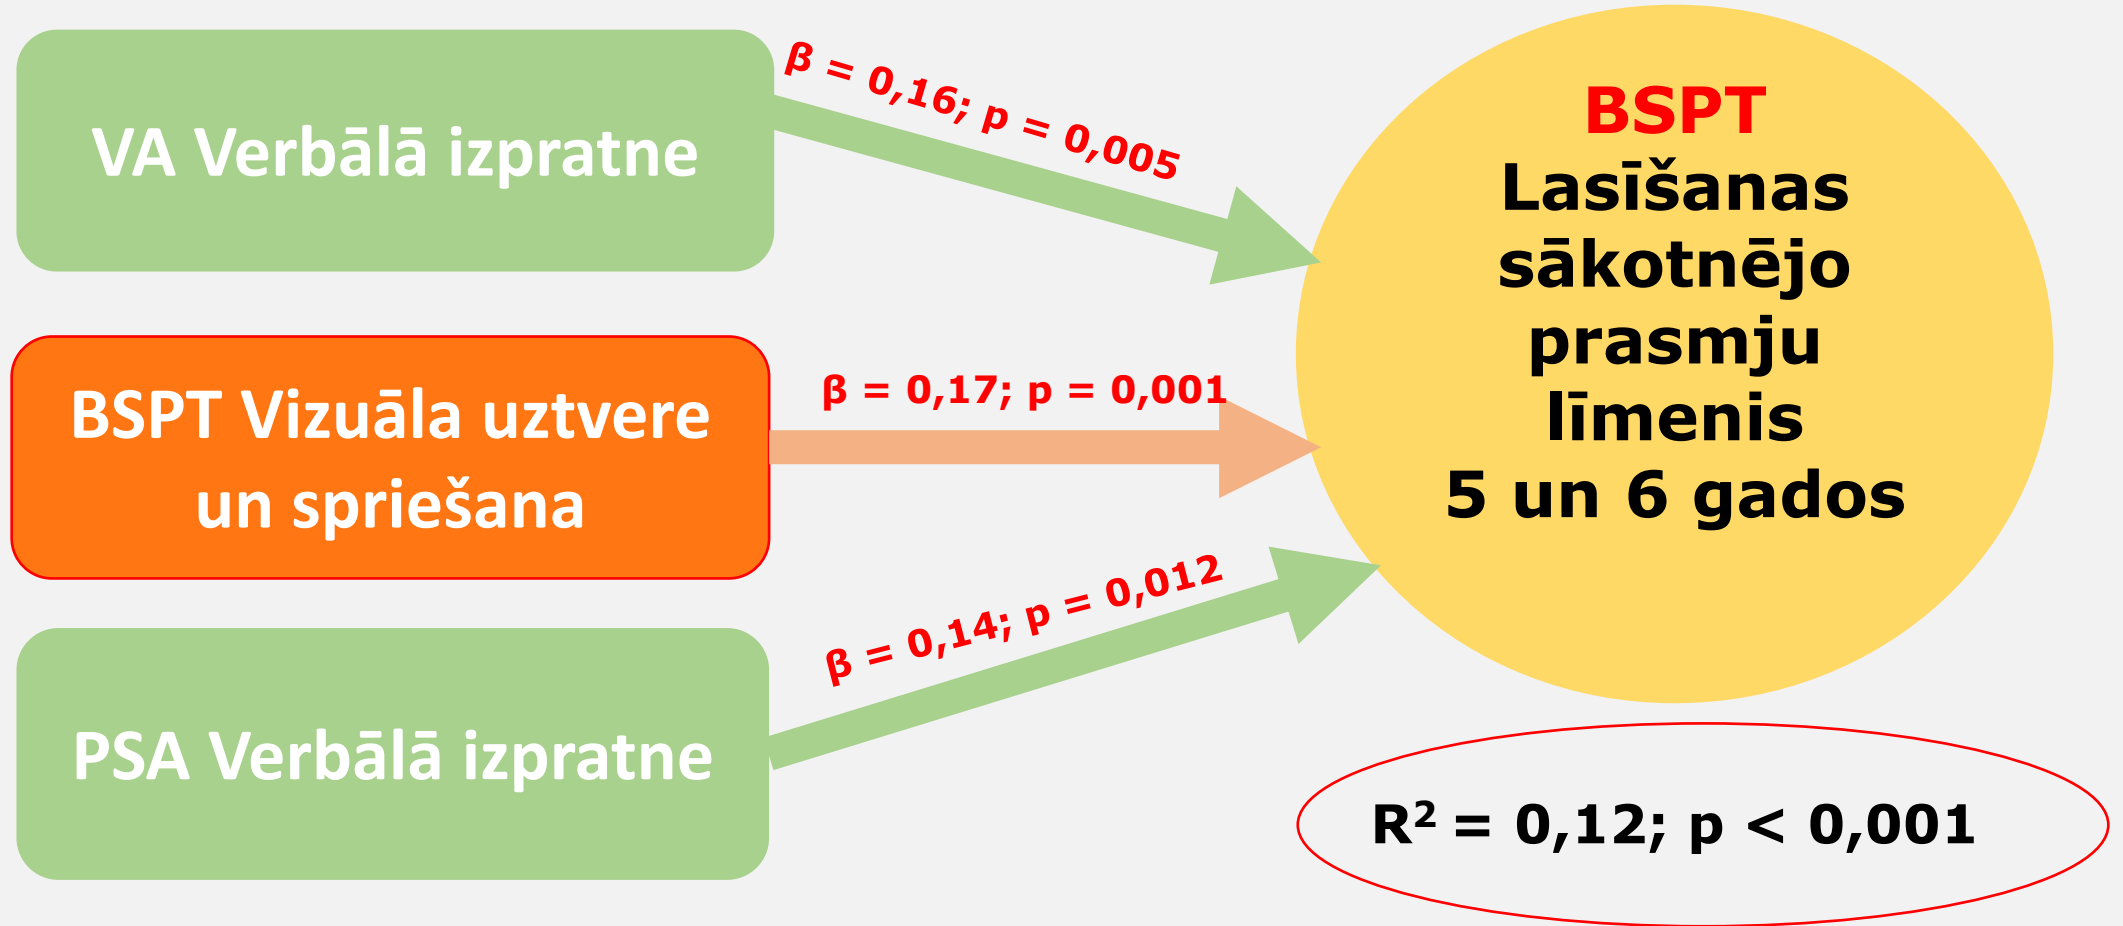 VA Verbālā izpratne
β = 0,16; p = 0,005
BSPT Vizuāla uztvere
un spriešana
β = 0,17; p = 0,001
PSA Verbālā izpratne
β = 0,14; p = 0,012
BSPT
Lasīšanas
sākotnējo
prasmju
līmenis
5 un 6 gados
R² = 0,12; p < 0,001